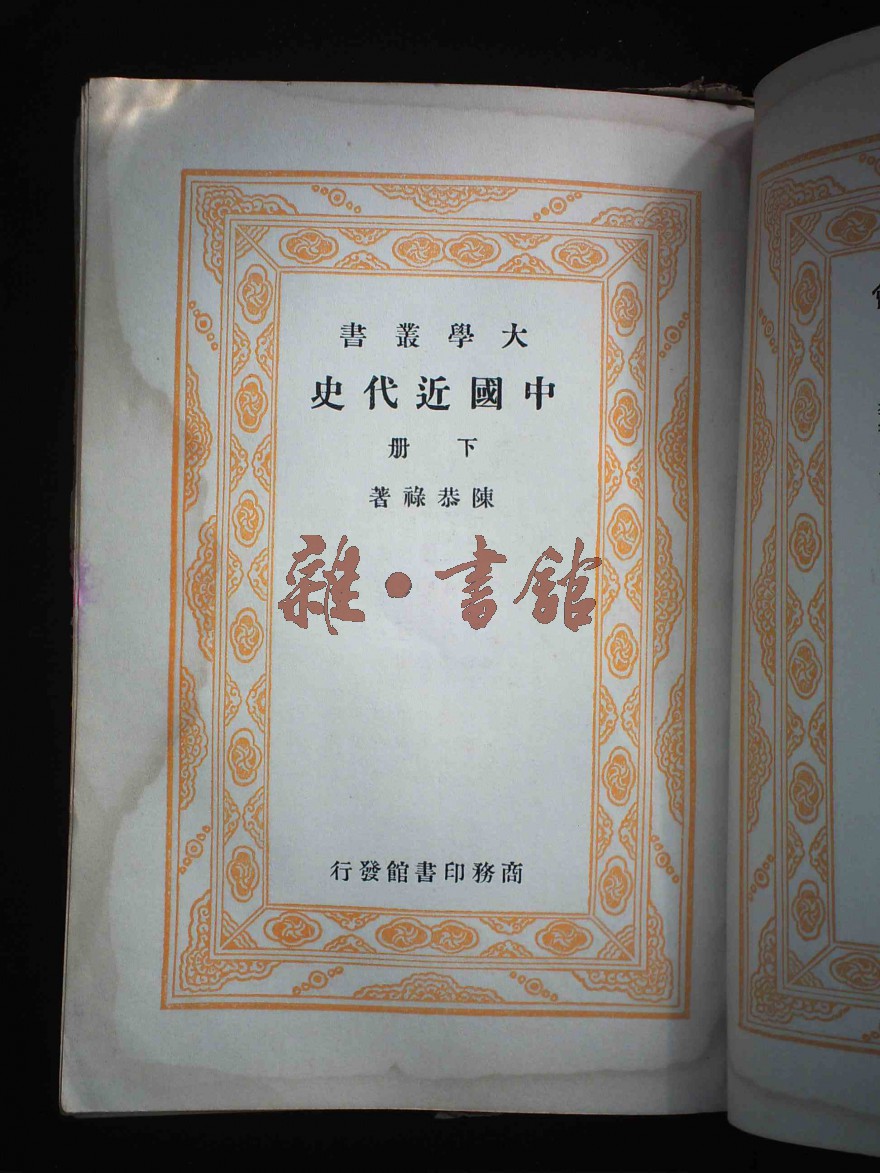 大學叢書
中國近代史
下册
陳恭祿著
雜·書館
商務印書館發行